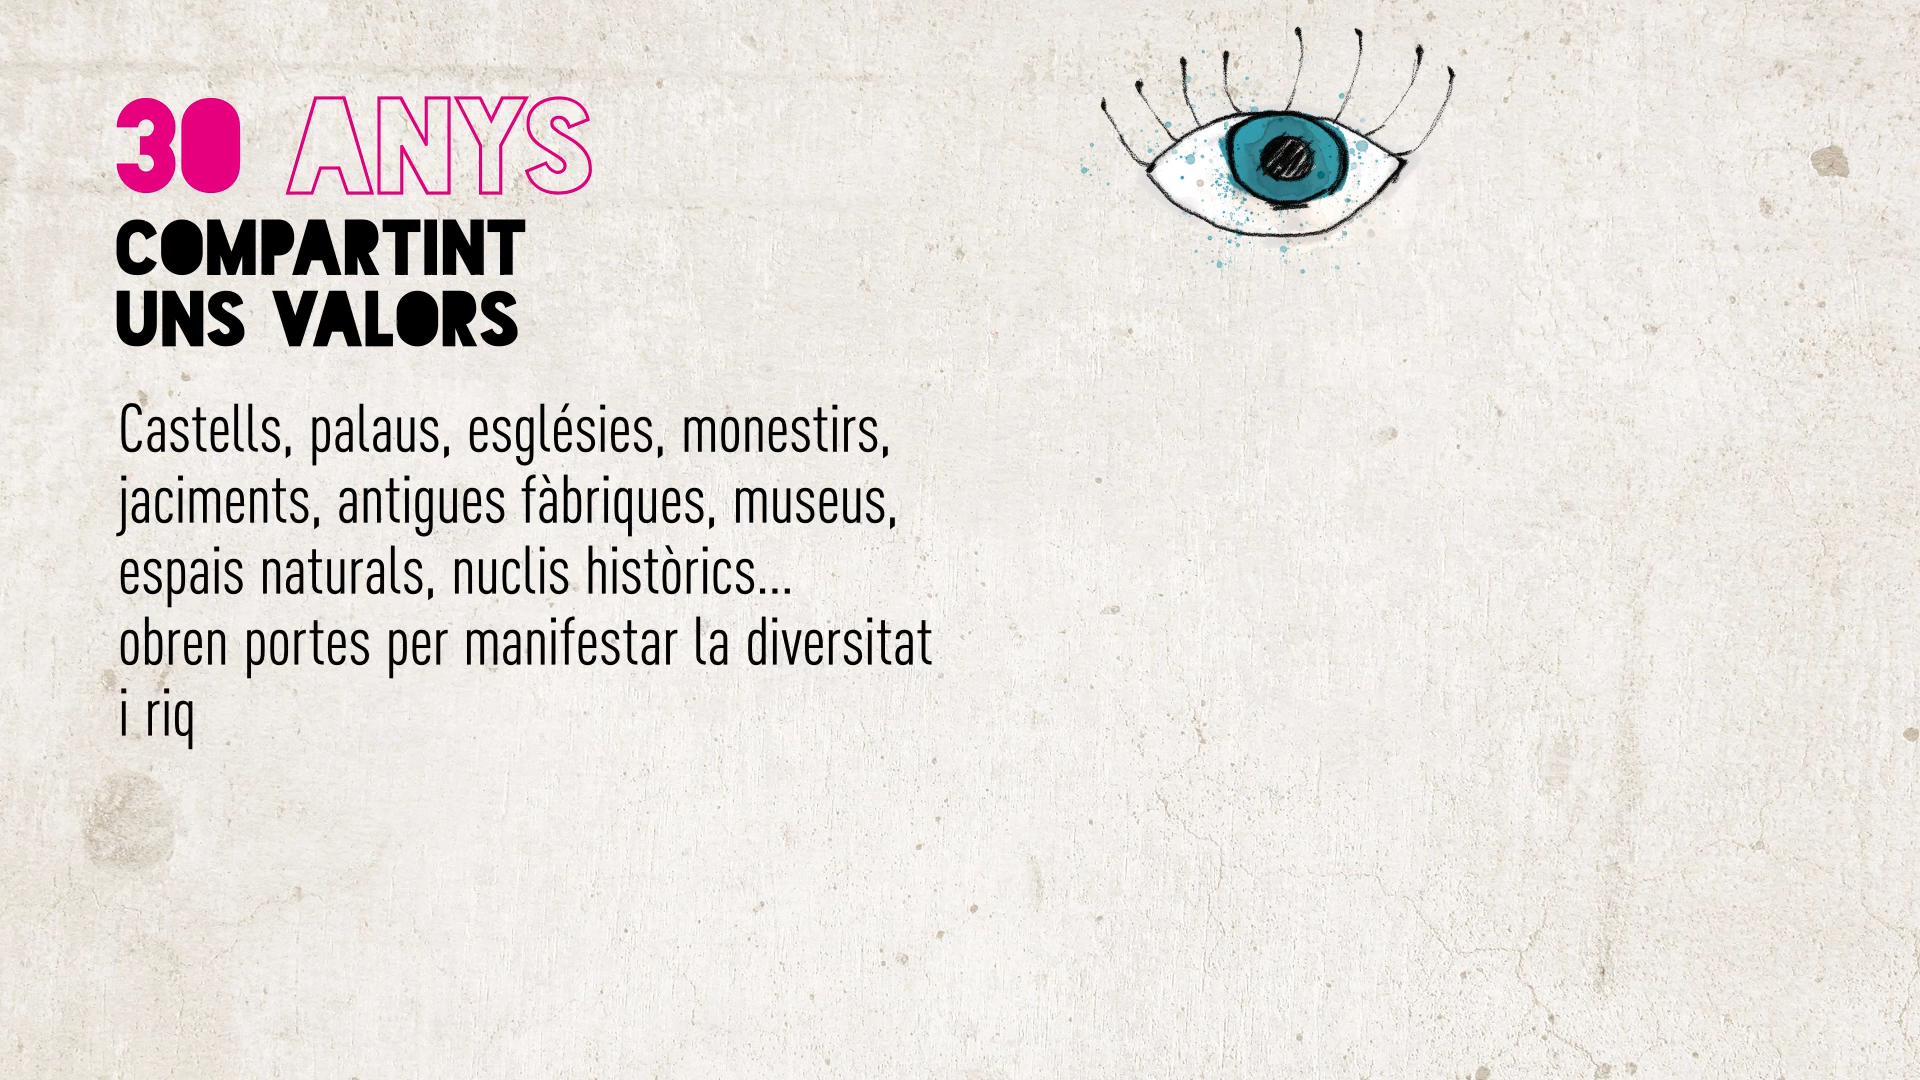 30 ANYS
COMPARTINT
UNS VALORS
Castells, palaus, esglésies, monestirs,
jaciments, antigues fàbriques, museus,
espais naturals, nuclis històrics...
obren portes per manifestar la diversitat
i riq